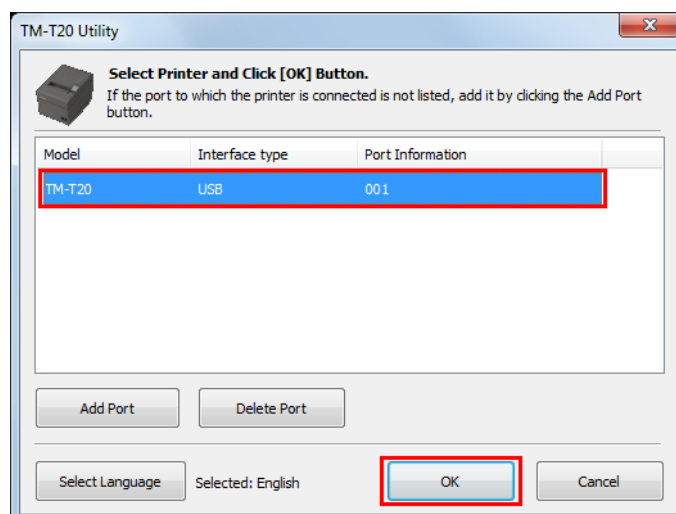 TM-T20 Utility
Select Printer and Click [OK] Button.
If the port to which the printer is connected is not listed, add it by clicking the Add Port
button.
Model Interface type Port Information
TM-T20 USB 001
Add Port Delete Port
Select Language Selected: English OK Cancel